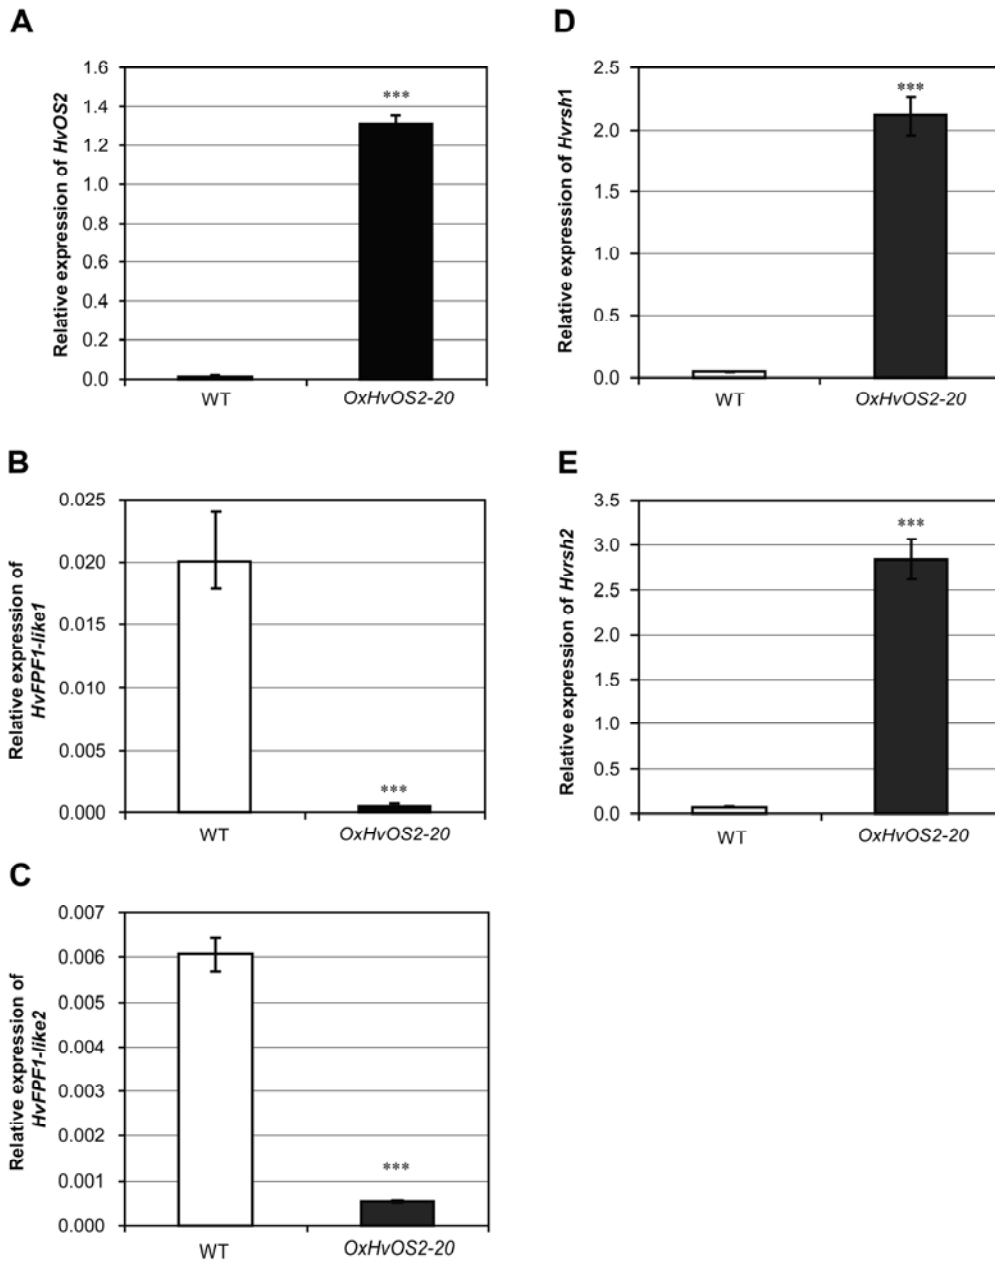 A
Relative expression of HvOS2
1.6
1.4
1.2
1.0
0.8
0.6
0.4
0.2
0.0
***
WT
OxHvOS2-20
B
Relative expression of
HvFPF1-like1
0.025
0.020
0.015
0.010
0.005
0.000
***
WT
OxHvOS2-20
C
Relative expression of
HvFPF1-like2
0.007
0.006
0.005
0.004
0.003
0.002
0.001
0.000
***
WT
OxHvOS2-20
D
Relative expression of Hvrsh1
2.5
2.0
1.5
1.0
0.5
0.0
***
WT
OxHvOS2-20
E
Relative expression of Hvrsh2
3.5
3.0
2.5
2.0
1.5
1.0
0.5
0.0
***
WT
OxHvOS2-20